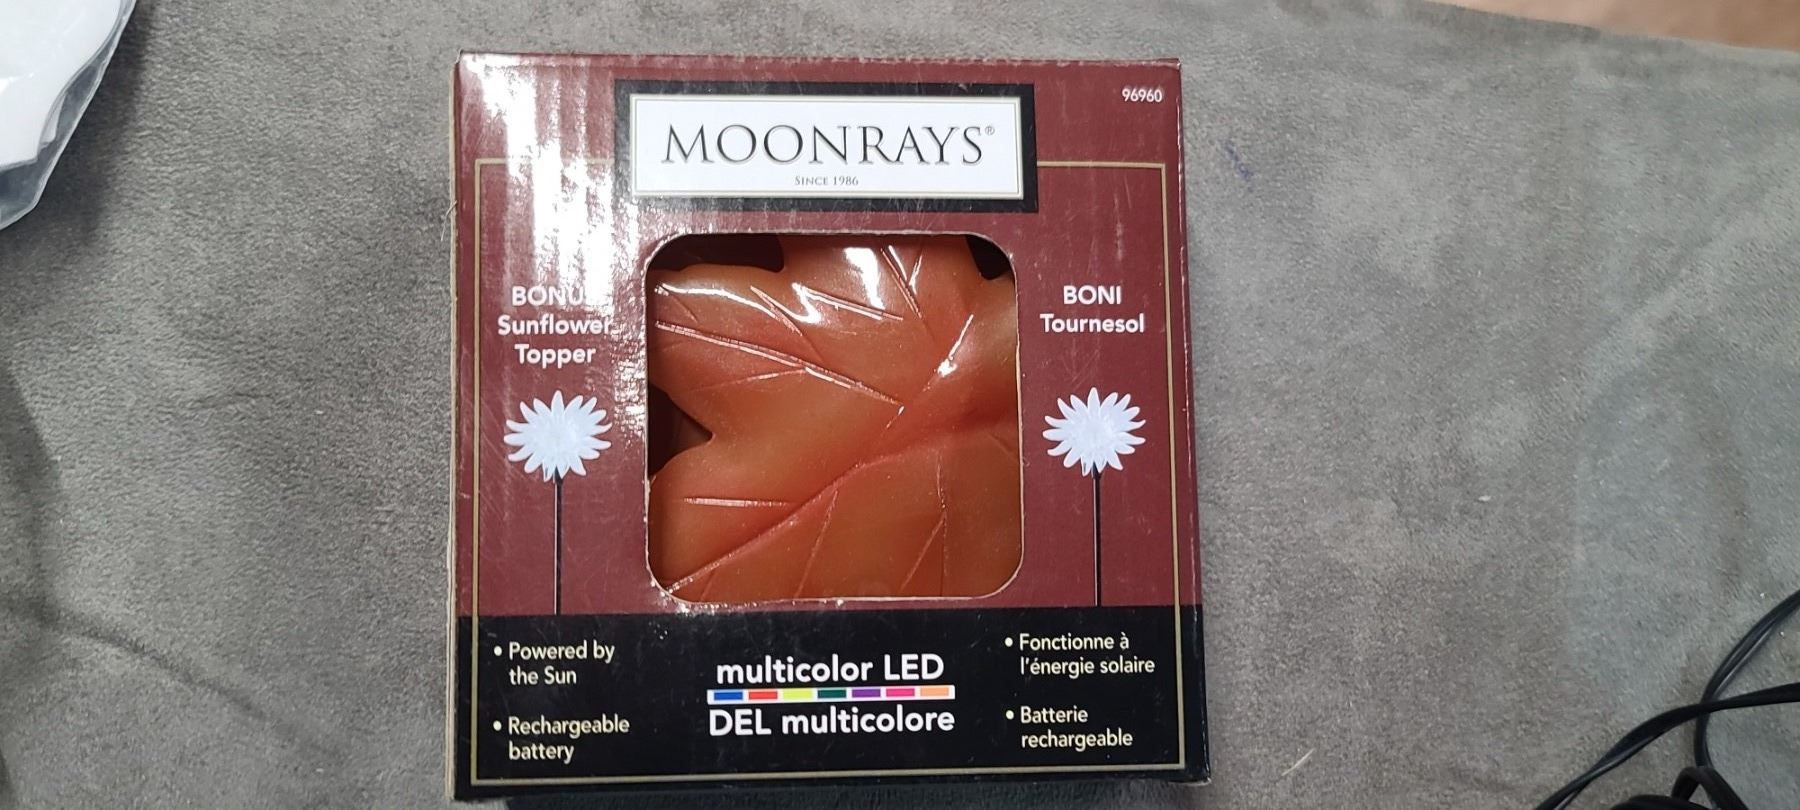 96960
MOONRAYS®
SINCE 1986
BONUS
Sunflower
Topper
BONI
Tournesol
• Powered by
the Sun
• Rechargeable
battery
multicolor LED
DEL multicolore
• Fonctionne à
l'énergie solaire
• Batterie
rechargeable